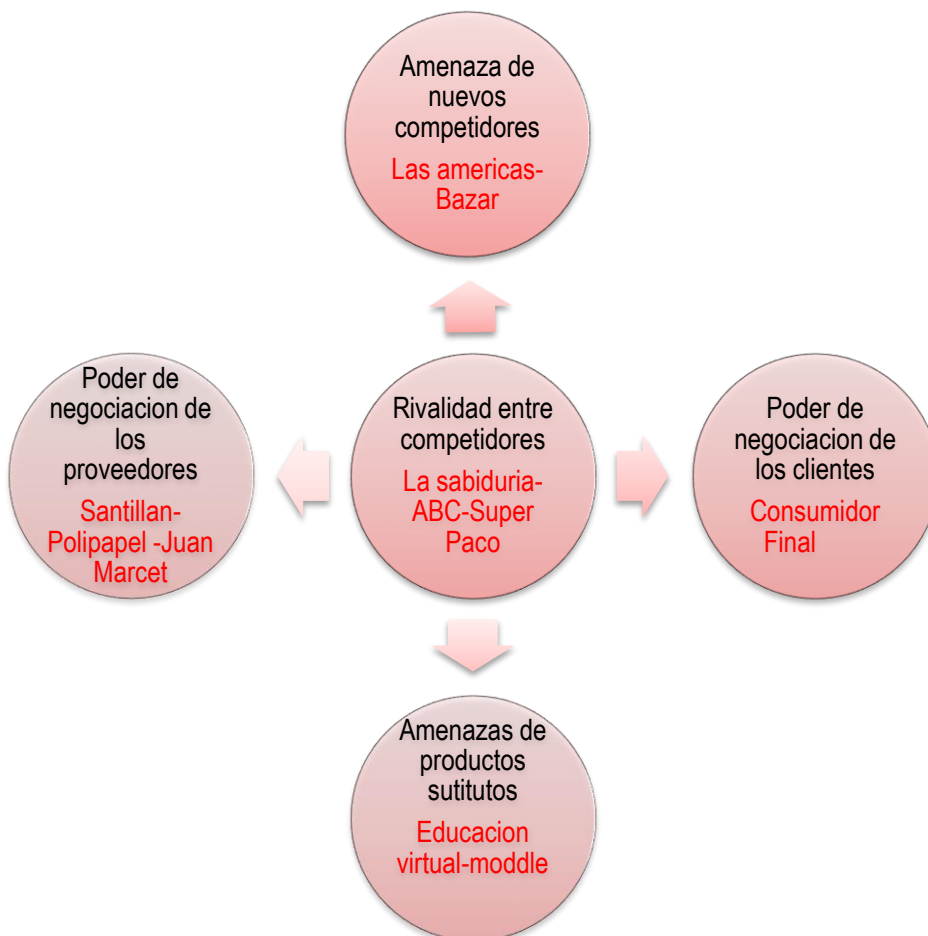 Amenaza de
nuevos
competidores
Las americas-
Bazar
Poder de
negociacion de
los
proveedores
Santillan-
Polipapel -Juan
Marcet
Rivalidad entre
competidores
La sabiduria-
ABC-Super
Paco
Poder de
negociacion de
los clientes
Consumidor
Final
Amenazas de
productos
sutitutos
Educacion
virtual-moddle